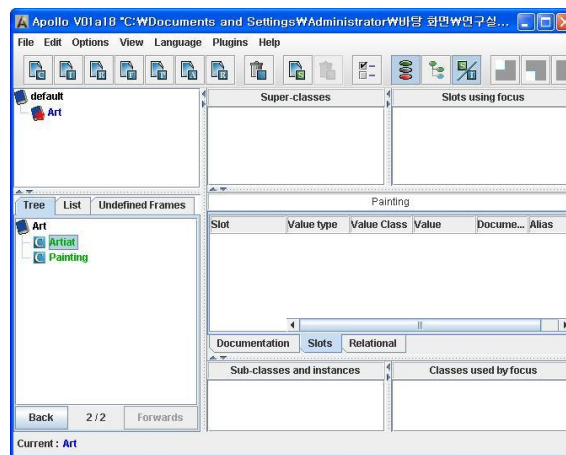 Apollo V01a18 "C:₩Documents and Settings₩Administrator₩바탕 화면₩연구실...
File Edit Options View Language Plugins Help
default
Art
Super-classes
Slots using focus
Tree List Undefined Frames
Art
Artiat
Painting
Painting
Slot Value type Value Class Value Docume... Alias
Documentation Slots Relational
Sub-classes and instances
Classes used by focus
Back 2 / 2 Forwards
Current : Art